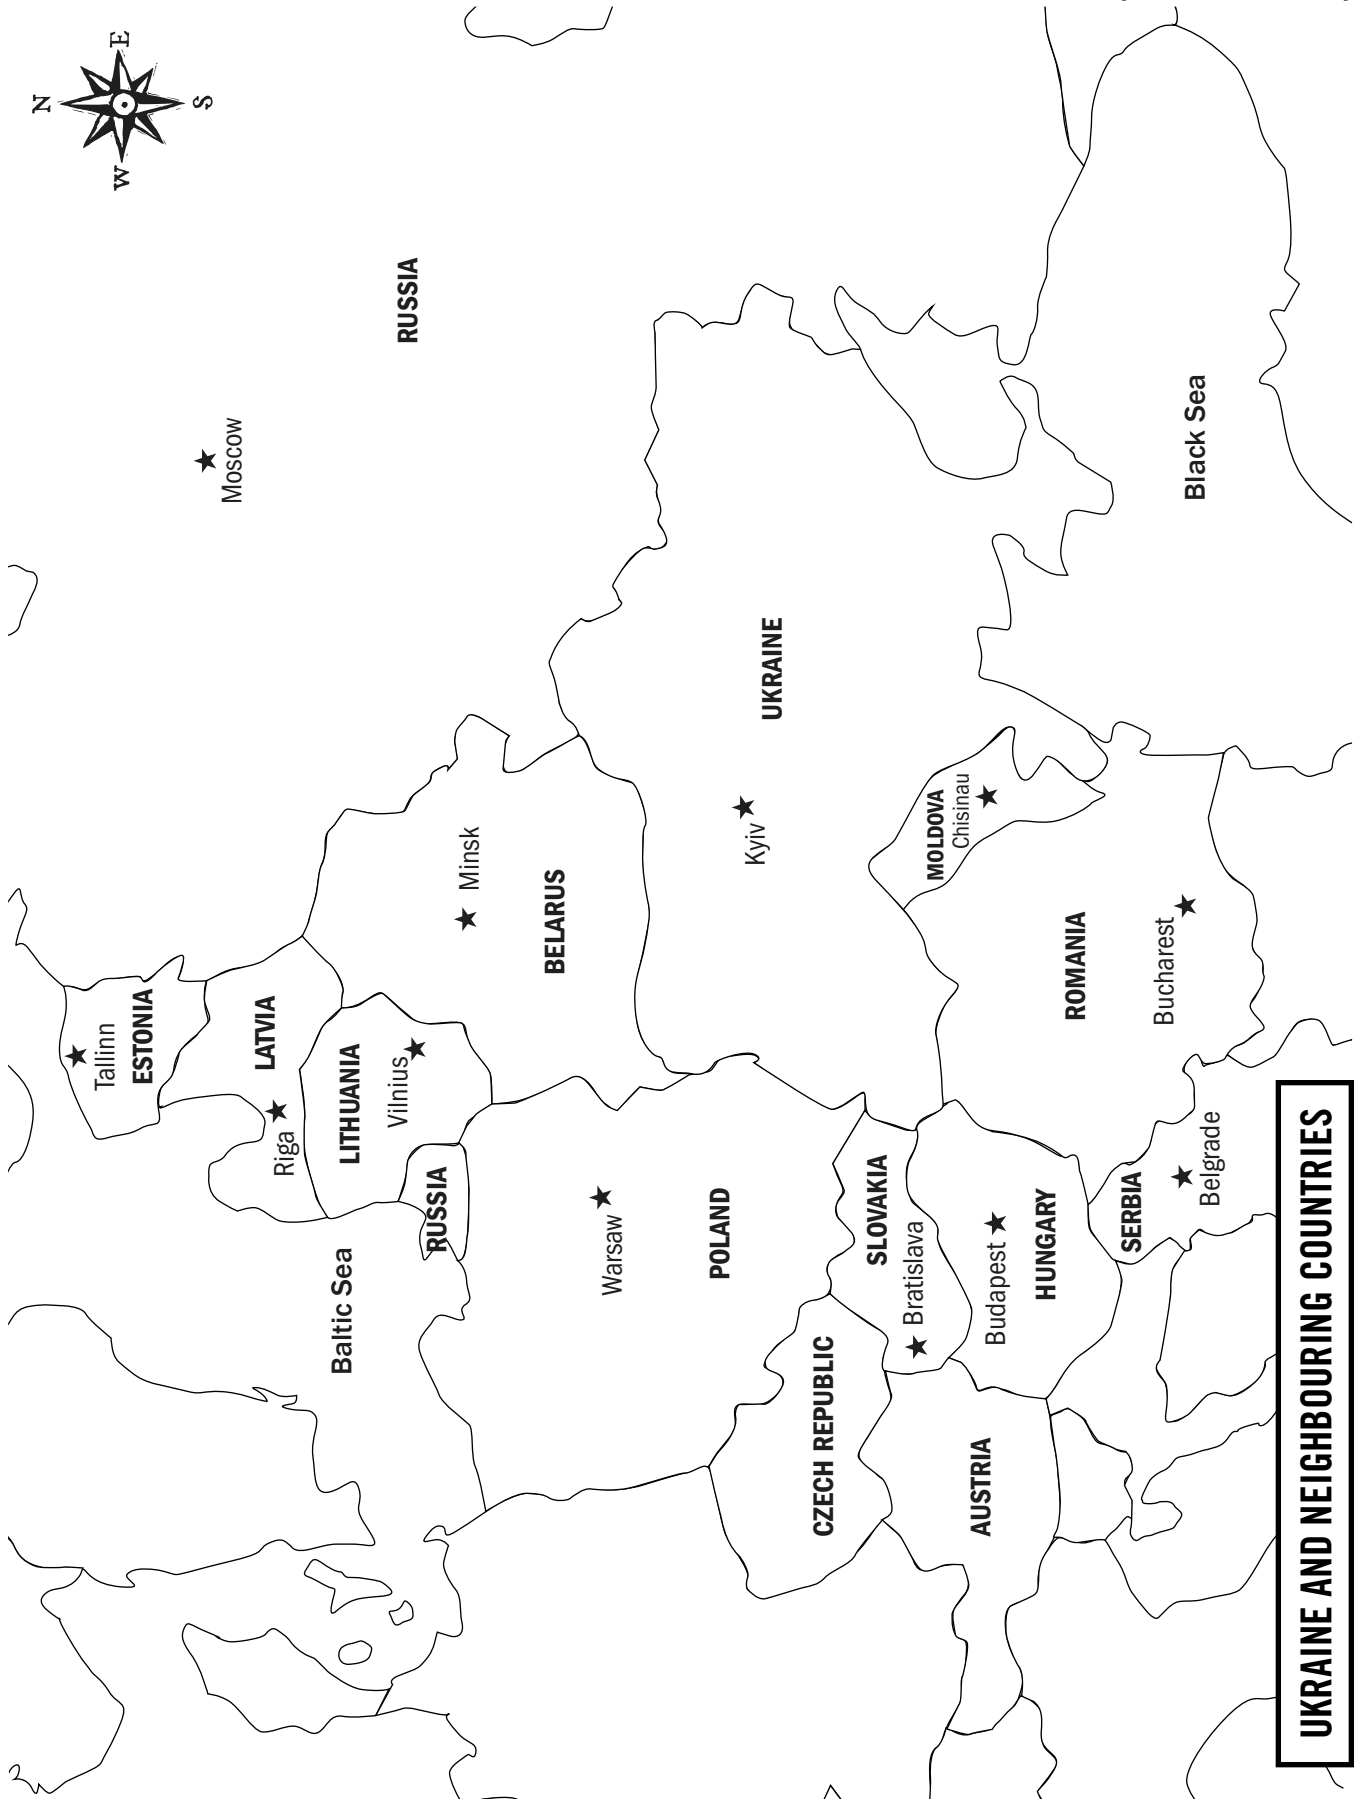 N
W
E
S
RUSSIA
Moscow
Tallinn
ESTONIA
LATVIA
Riga
LITHUANIA
Vilnius
RUSSIA
Baltic Sea
Minsk
BELARUS
Warsaw
POLAND
UKRAINE
Kyiv
CZECH REPUBLIC
SLOVAKIA
Bratislava
MOLDOVA
Chisinau
AUSTRIA
Budapest
HUNGARY
ROMANIA
Bucharest
SERBIA
Belgrade
Black Sea
UKRAINE AND NEIGHBOURING COUNTRIES